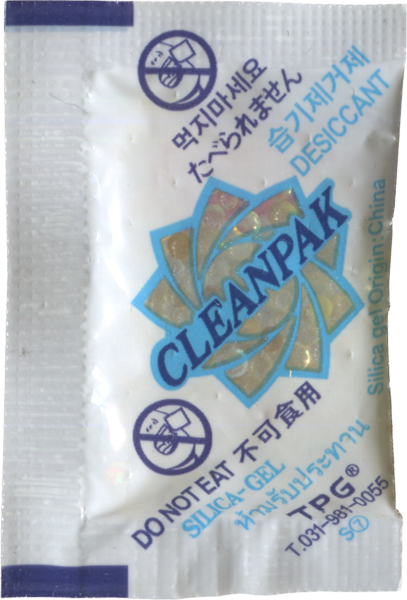 먹지마세요
たべられません
습기제거제
DESICCANT
CLEANPAK
Silica gel Origin: China
DO NOT EAT 不可食用
SILICA-GEL
ห้ามรับประทาน
TPG®
T.031-981-0055
S⑦